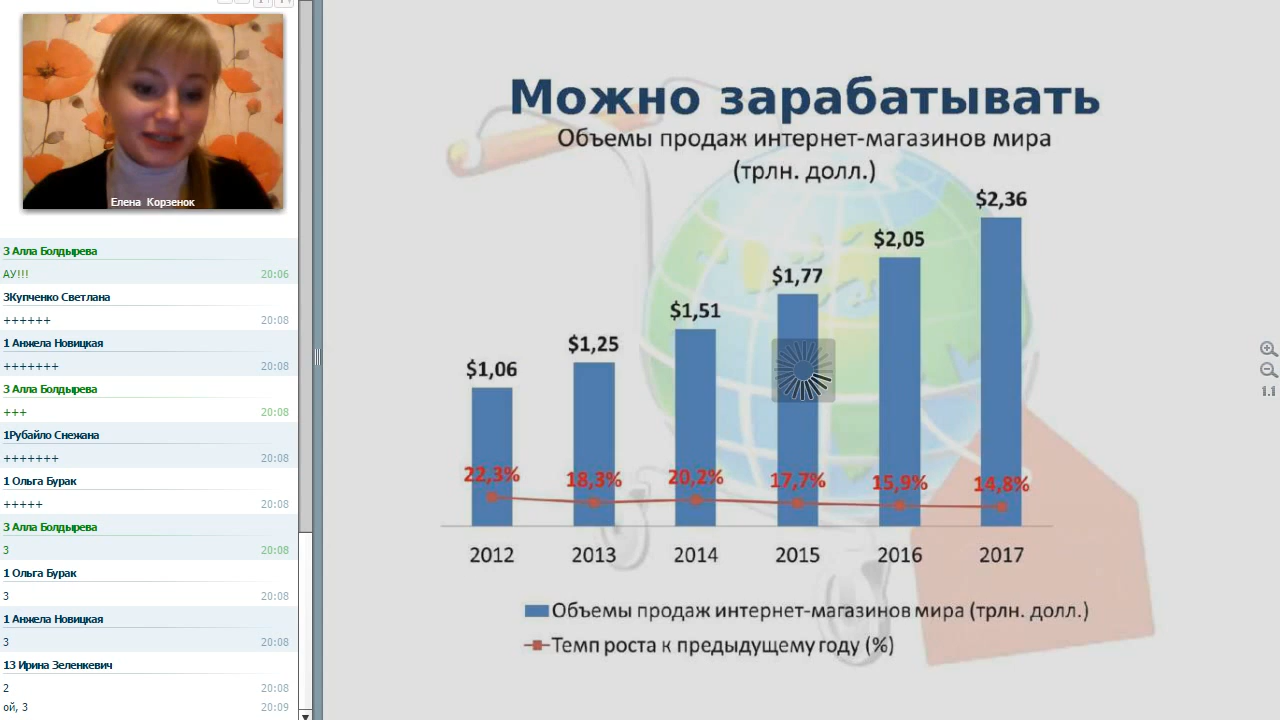 Елена Корзенок
3 Алла Болдырева
АУ!!! 20:06
3Купченко Светлана
++++++ 20:08
1 Анжела Новицкая
+++++++ 20:08
3 Алла Болдырева
+++ 20:08
1Рубайло Снежана
+++++++ 20:08
1 Ольга Бурак
+++++ 20:08
3 Алла Болдырева
3 20:08
1 Ольга Бурак
3 20:08
1 Анжела Новицкая
3 20:08
13 Ирина Зеленкевич
2 20:08
ой, 3 20:09
Можно зарабатывать
Объемы продаж интернет-магазинов мира
(трлн. долл.)
$1,06 $1,25 $1,51 $1,77 $2,05 $2,36
22,3% 18,3% 20,2% 17,7% 15,9% 14,8%
2012 2013 2014 2015 2016 2017
Объемы продаж интернет-магазинов мира (трлн. долл.)
Темп роста к предыдущему году (%)
1.1